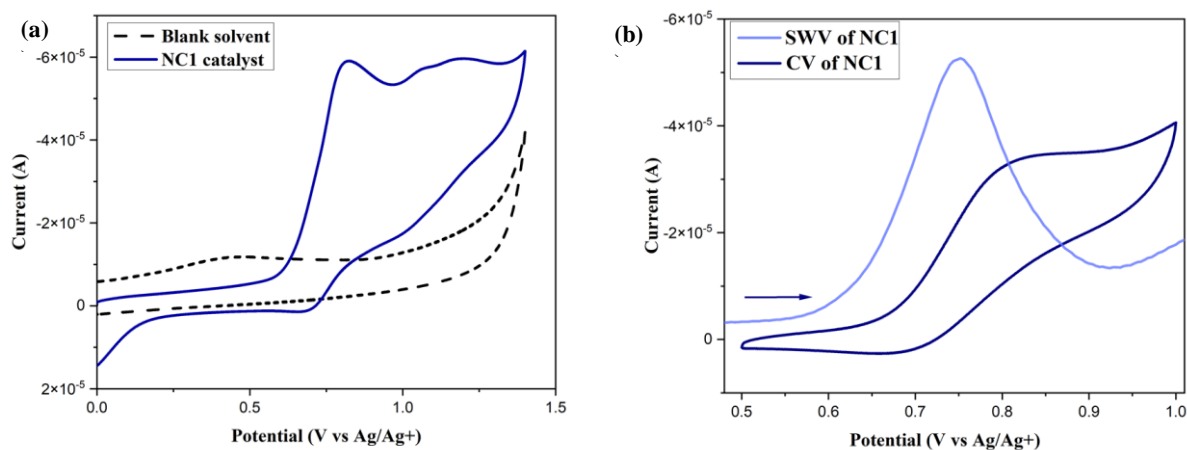 (a)
Blank solvent
NC1 catalyst
-6×10-5
-4×10-5
-2×10-5
0
2×10-5
0.0
0.5
1.0
1.5
Current (A)
Potential (V vs Ag/Ag+)
(b)
SWV of NC1
CV of NC1
-6×10-5
-4×10-5
-2×10-5
0
0.5
0.6
0.7
0.8
0.9
1.0
Current (A)
Potential (V vs Ag/Ag+)